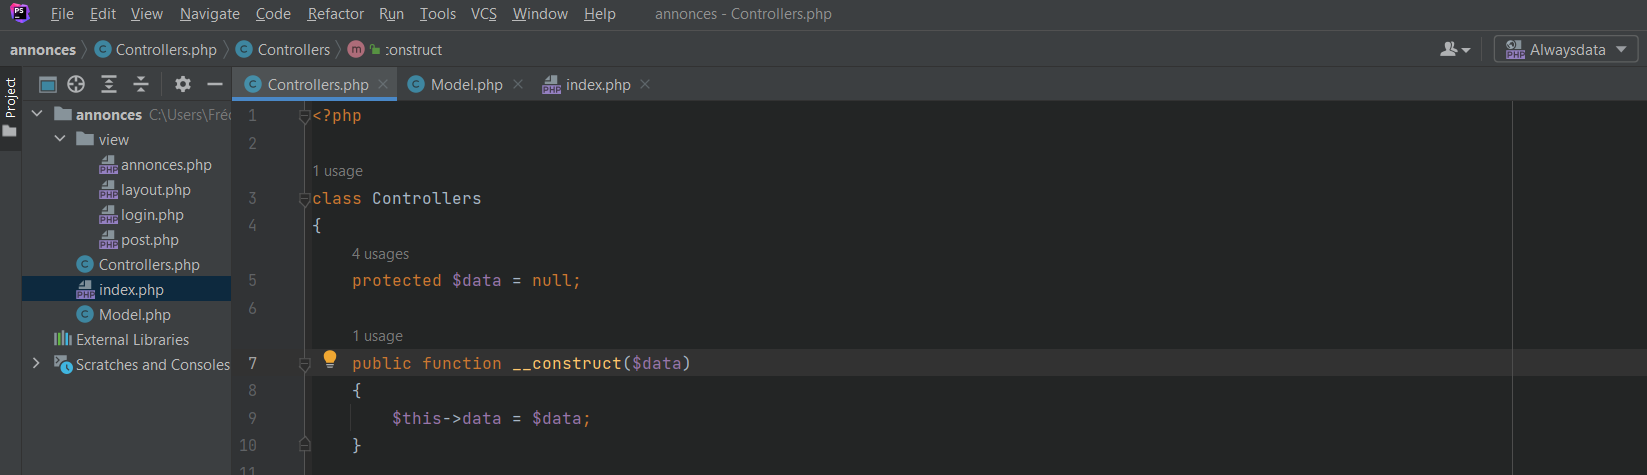 PS File Edit View Navigate Code Refactor Run Tools VCS Window Help annonces - Controllers.php
annonces Controllers.php Controllers construct Alwaysdata
Project
Controllers.php Model.php index.php
annonces C:\Users\Fré
view
annonces.php
layout.php
login.php
post.php
Controllers.php
index.php
Model.php
External Libraries
Scratches and Consoles
1 <?php
2
1 usage
3 class Controllers
4 {
4 usages
5 protected $data = null;
6
1 usage
7 public function __construct($data)
8 {
9 $this->data = $data;
10 }
11